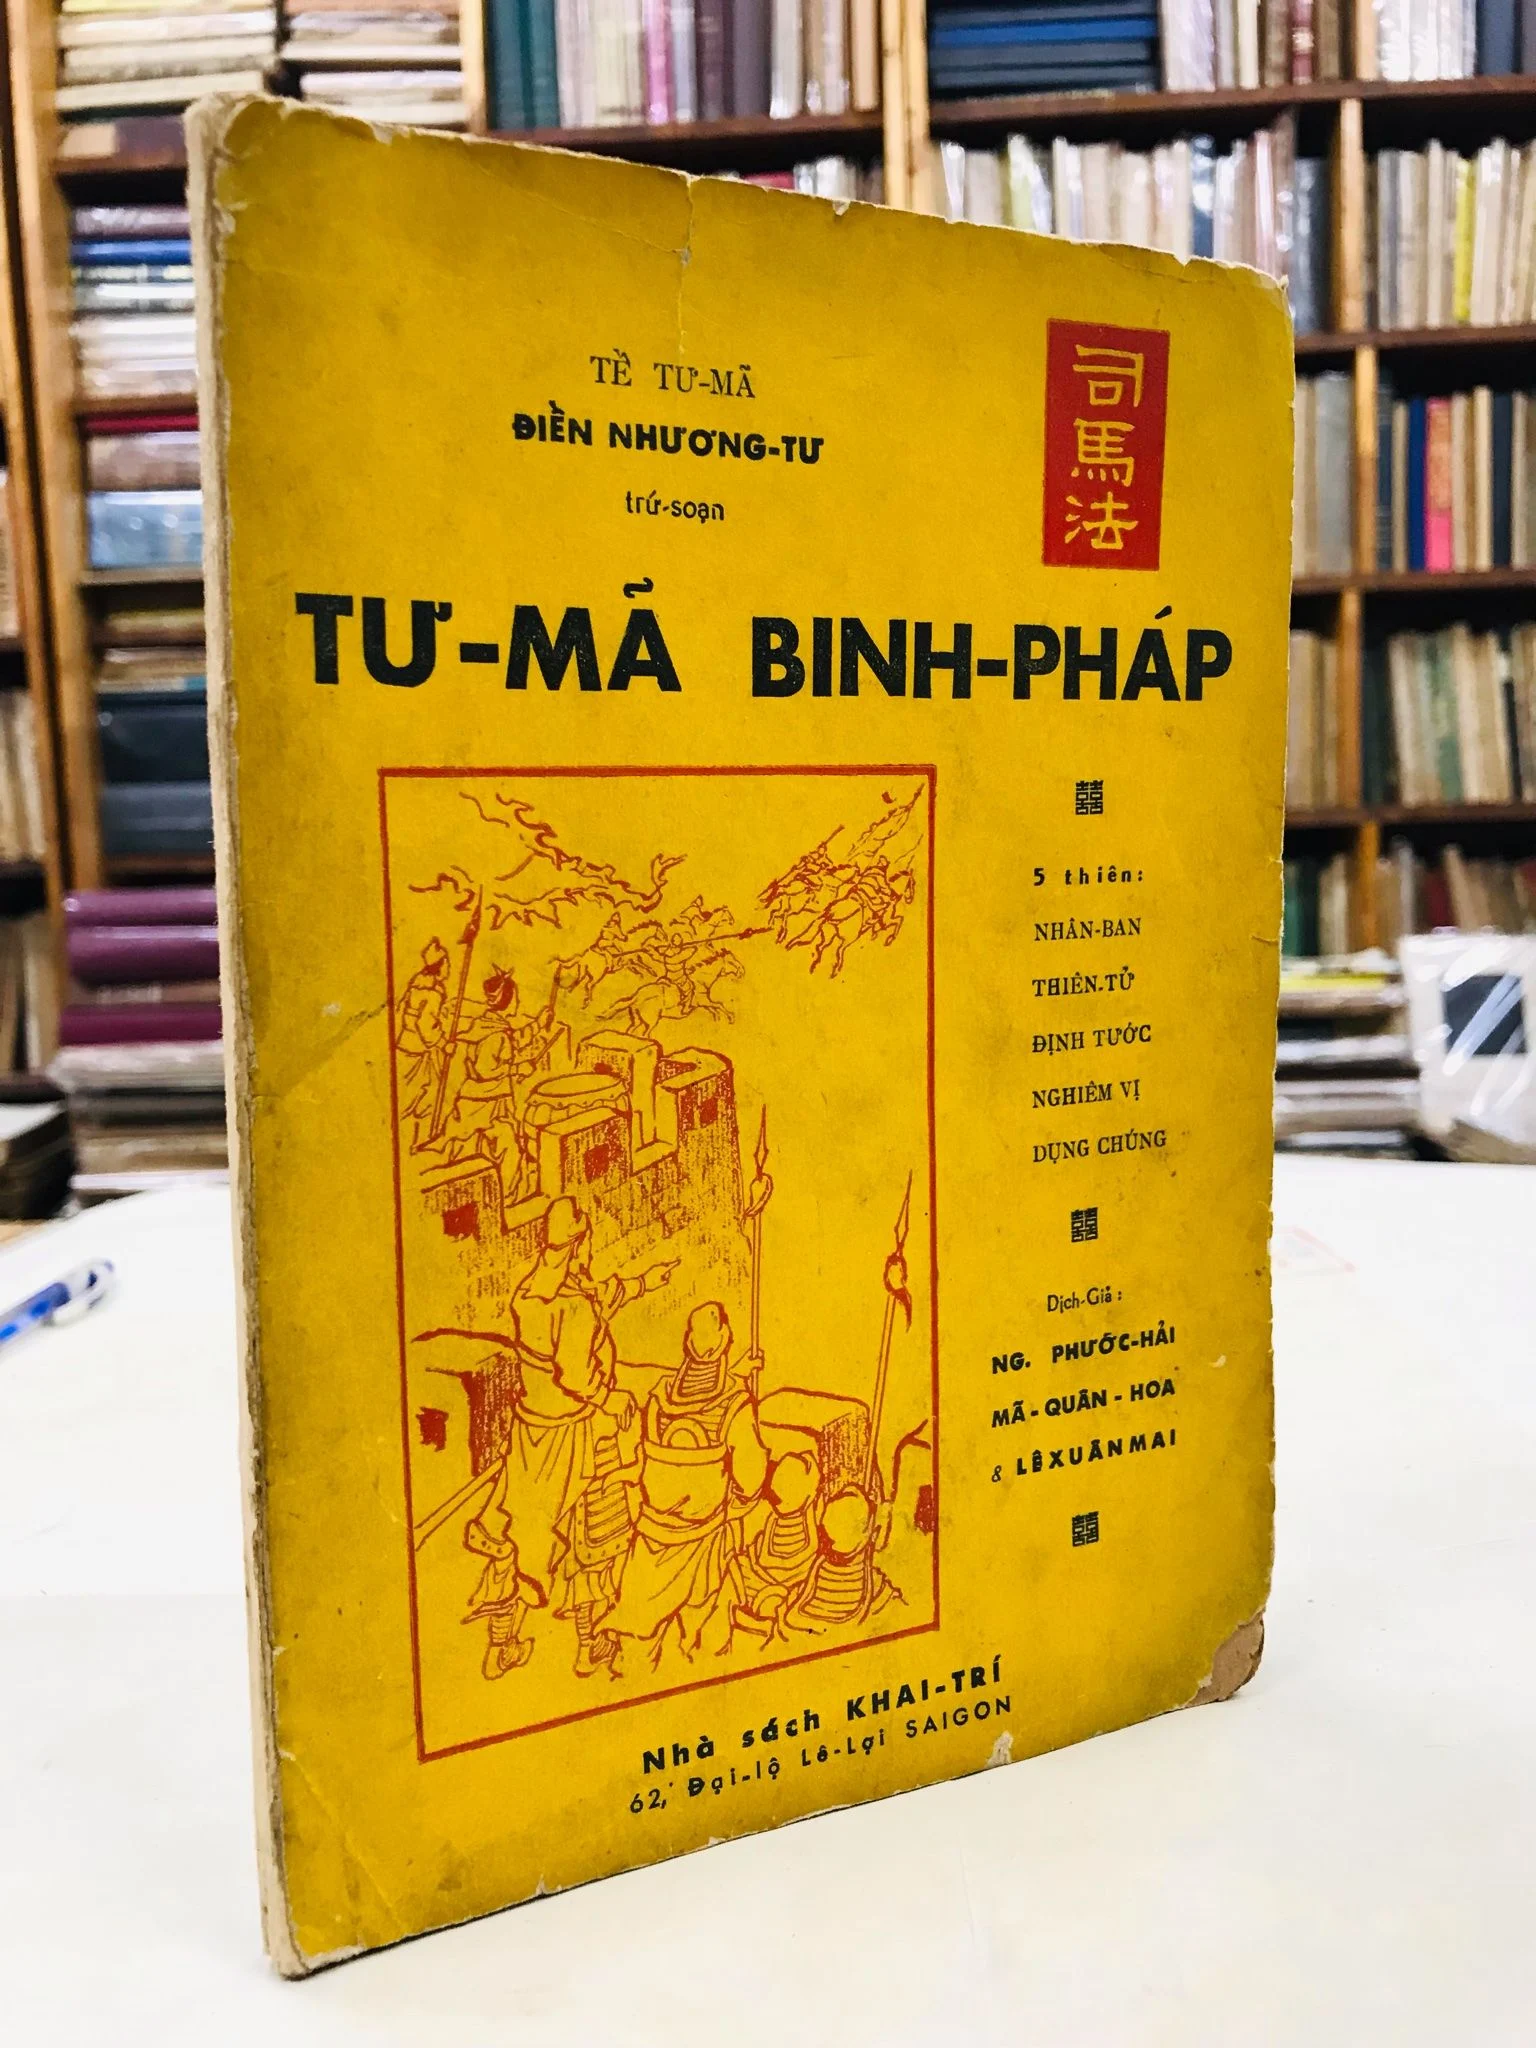 TỀ TƯ-MÃ
ĐIỀN NHƯƠNG-TƯ
trứ-soạn
司馬法
TƯ-MÃ BINH-PHÁP
5 thiên:
NHÂN-BAN
THIÊN-TỬ
ĐỊNH TƯỚC
NGHIÊM VỊ
DỤNG CHÚNG
Dịch-Giả:
NG. PHƯỚC-HẢI
MÃ-QUÂN-HOA
& LÊXUÂNMAI
Nhà sách KHAI-TRÍ
62, Đại-lộ Lê-Lợi SAIGON